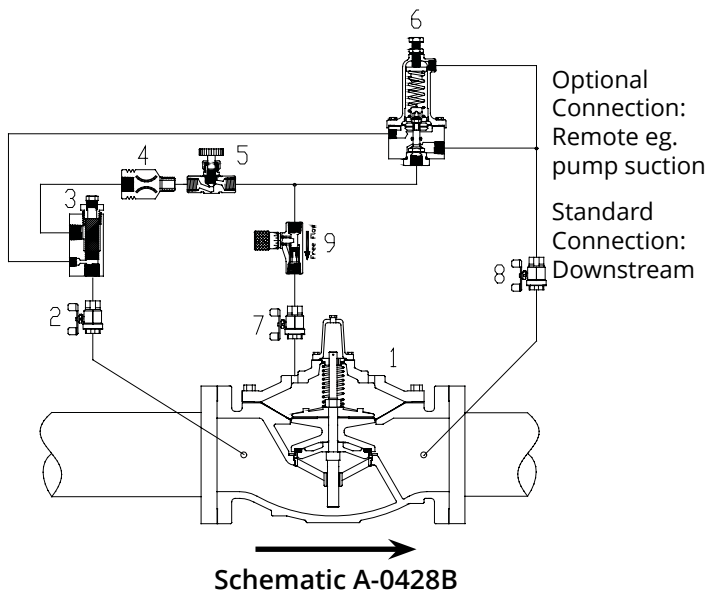 6
Optional
Connection:
Remote eg.
pump suction
4
5
3
Standard
Connection:
Downstream
Free Flow
9
8
2
7
1
Schematic A-0428B